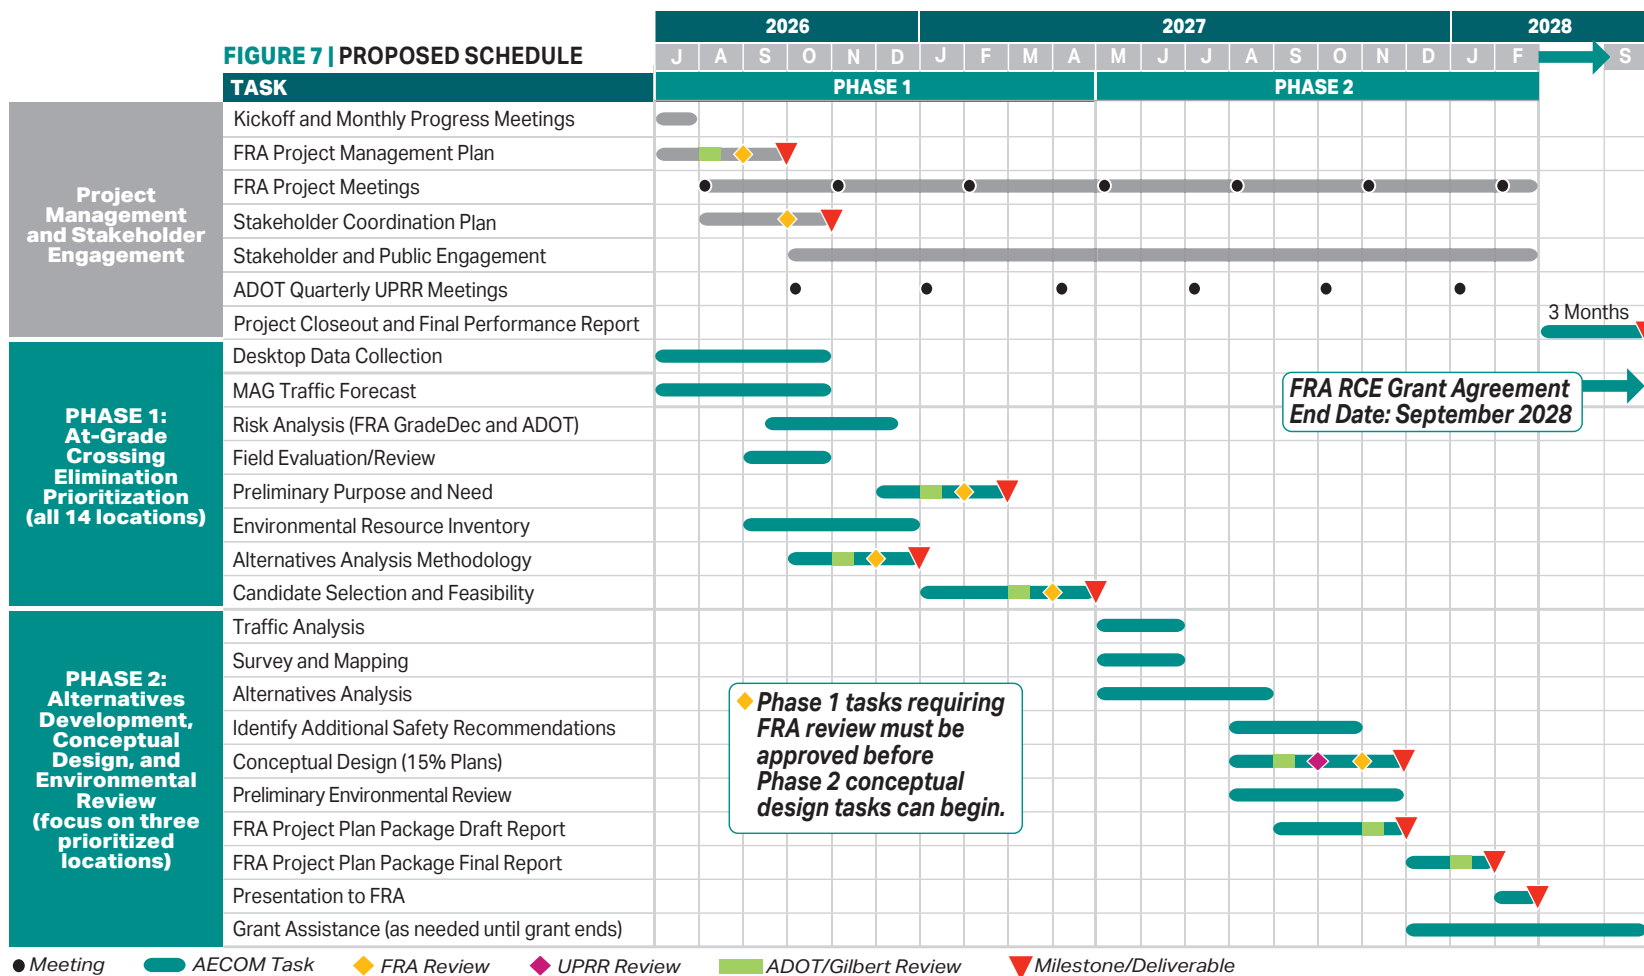 2026 2027 2028
FIGURE 7 | PROPOSED SCHEDULE
J A S O N D J F M A M J J A S O N D J F S
TASK PHASE 1 PHASE 2
Project
Management
and Stakeholder
Engagement
Kickoff and Monthly Progress Meetings
FRA Project Management Plan
FRA Project Meetings
Stakeholder Coordination Plan
Stakeholder and Public Engagement
ADOT Quarterly UPRR Meetings
Project Closeout and Final Performance Report
3 Months
PHASE 1:
At-Grade
Crossing
Elimination
Prioritization
(all 14 locations)
Desktop Data Collection
MAG Traffic Forecast
Risk Analysis (FRA GradeDec and ADOT)
Field Evaluation/Review
Preliminary Purpose and Need
Environmental Resource Inventory
Alternatives Analysis Methodology
Candidate Selection and Feasibility
FRA RCE Grant Agreement
End Date: September 2028
PHASE 2:
Alternatives
Development,
Conceptual
Design, and
Environmental
Review
(focus on three
prioritized
locations)
Traffic Analysis
Survey and Mapping
Alternatives Analysis
Identify Additional Safety Recommendations
Conceptual Design (15% Plans)
Preliminary Environmental Review
FRA Project Plan Package Draft Report
FRA Project Plan Package Final Report
Presentation to FRA
Grant Assistance (as needed until grant ends)
Phase 1 tasks requiring
FRA review must be
approved before
Phase 2 conceptual
design tasks can begin.
Meeting AECOM Task FRA Review UPRR Review ADOT/Gilbert Review Milestone/Deliverable